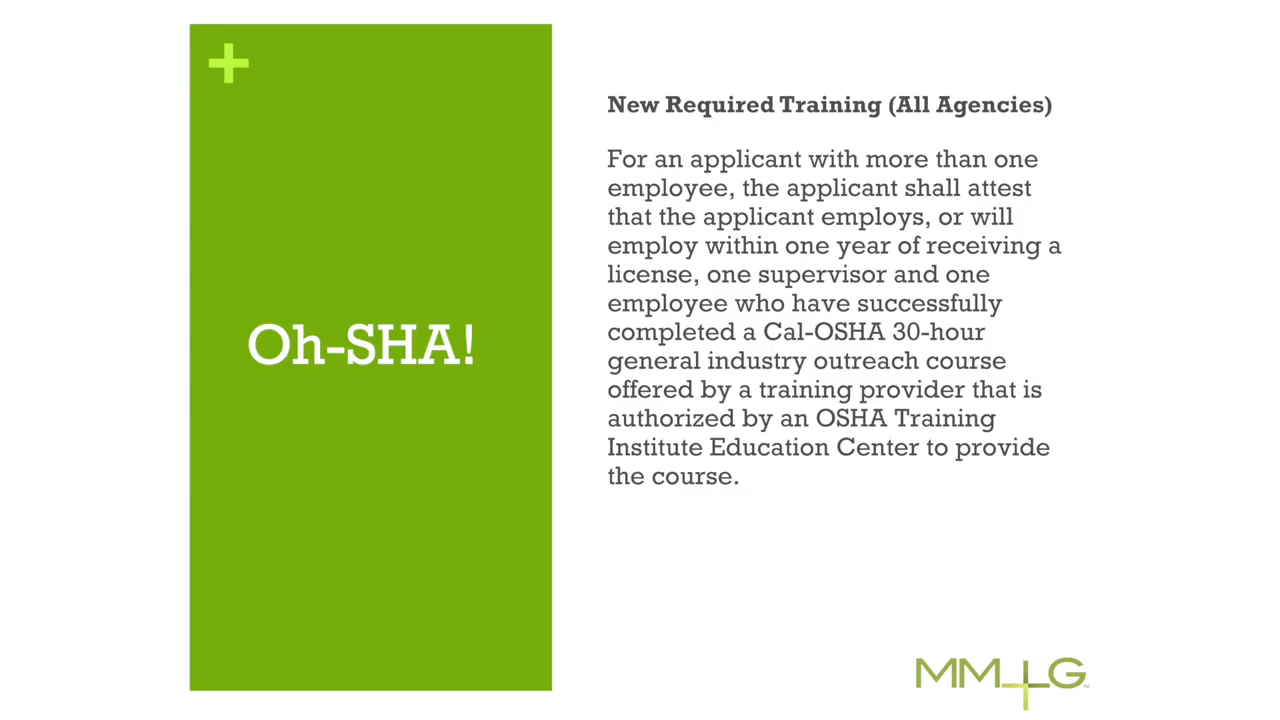 +
Oh-SHA!
New Required Training (All Agencies)
For an applicant with more than one
employee, the applicant shall attest
that the applicant employs, or will
employ within one year of receiving a
license, one supervisor and one
employee who have successfully
completed a Cal-OSHA 30-hour
general industry outreach course
offered by a training provider that is
authorized by an OSHA Training
Institute Education Center to provide
the course.
MMLG™